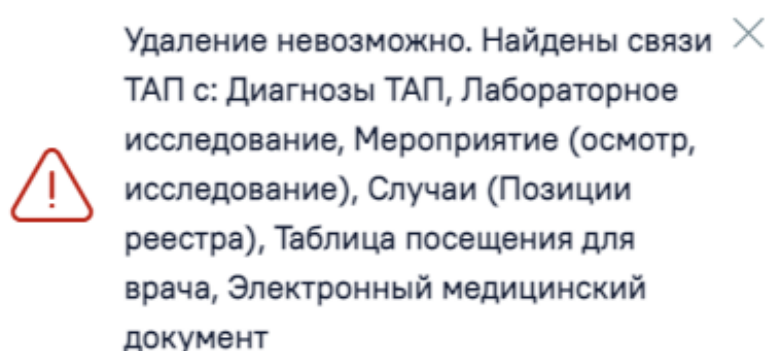 Удаление невозможно. Найдены связи
ТАП с: Диагнозы ТАП, Лабораторное
исследование, Мероприятие (осмотр,
исследование), Случаи (Позиции
реестра), Таблица посещения для
врача, Электронный медицинский
документ